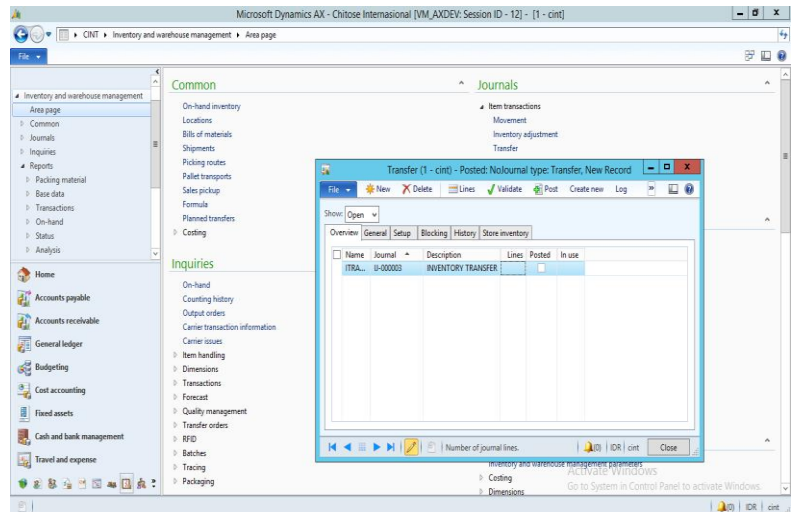 Microsoft Dynamics AX - Chitose Internasional [VM_AXDEV: Session ID - 12] - [1 - cint]
CINT ▸ Inventory and warehouse management ▸ Area page
File
Inventory and warehouse management
Area page
Common
Journals
Inquiries
Reports
Packing material
Base data
Transactions
On-hand
Status
Analysis
Home
Accounts payable
Accounts receivable
General ledger
Budgeting
Cost accounting
Fixed assets
Cash and bank management
Travel and expense
Common
On-hand inventory
Locations
Bills of materials
Shipments
Picking routes
Pallet transports
Sales pickup
Formula
Planned transfers
Costing
Inquiries
On-hand
Counting history
Output orders
Carrier transaction information
Carrier issues
Item handling
Dimensions
Transactions
Forecast
Quality management
Transfer orders
RFID
Batches
Tracing
Packaging
Journals
Item transactions
Movement
Inventory adjustment
Transfer
Transfer (1 - cint) - Posted: NoJournal type: Transfer, New Record
File New Delete Lines Validate Post Create new Log
Show: Open
Overview General Setup Blocking History Store inventory
Name Journal Description Lines Posted In use
ITRA... IJ-000003 INVENTORY TRANSFER
Number of journal lines. (0) IDR cint Close
Inventory and warehouse management parameters
Costing
Dimensions
Activate Windows
Go to System in Control Panel to activate Windows.
(0) IDR cint